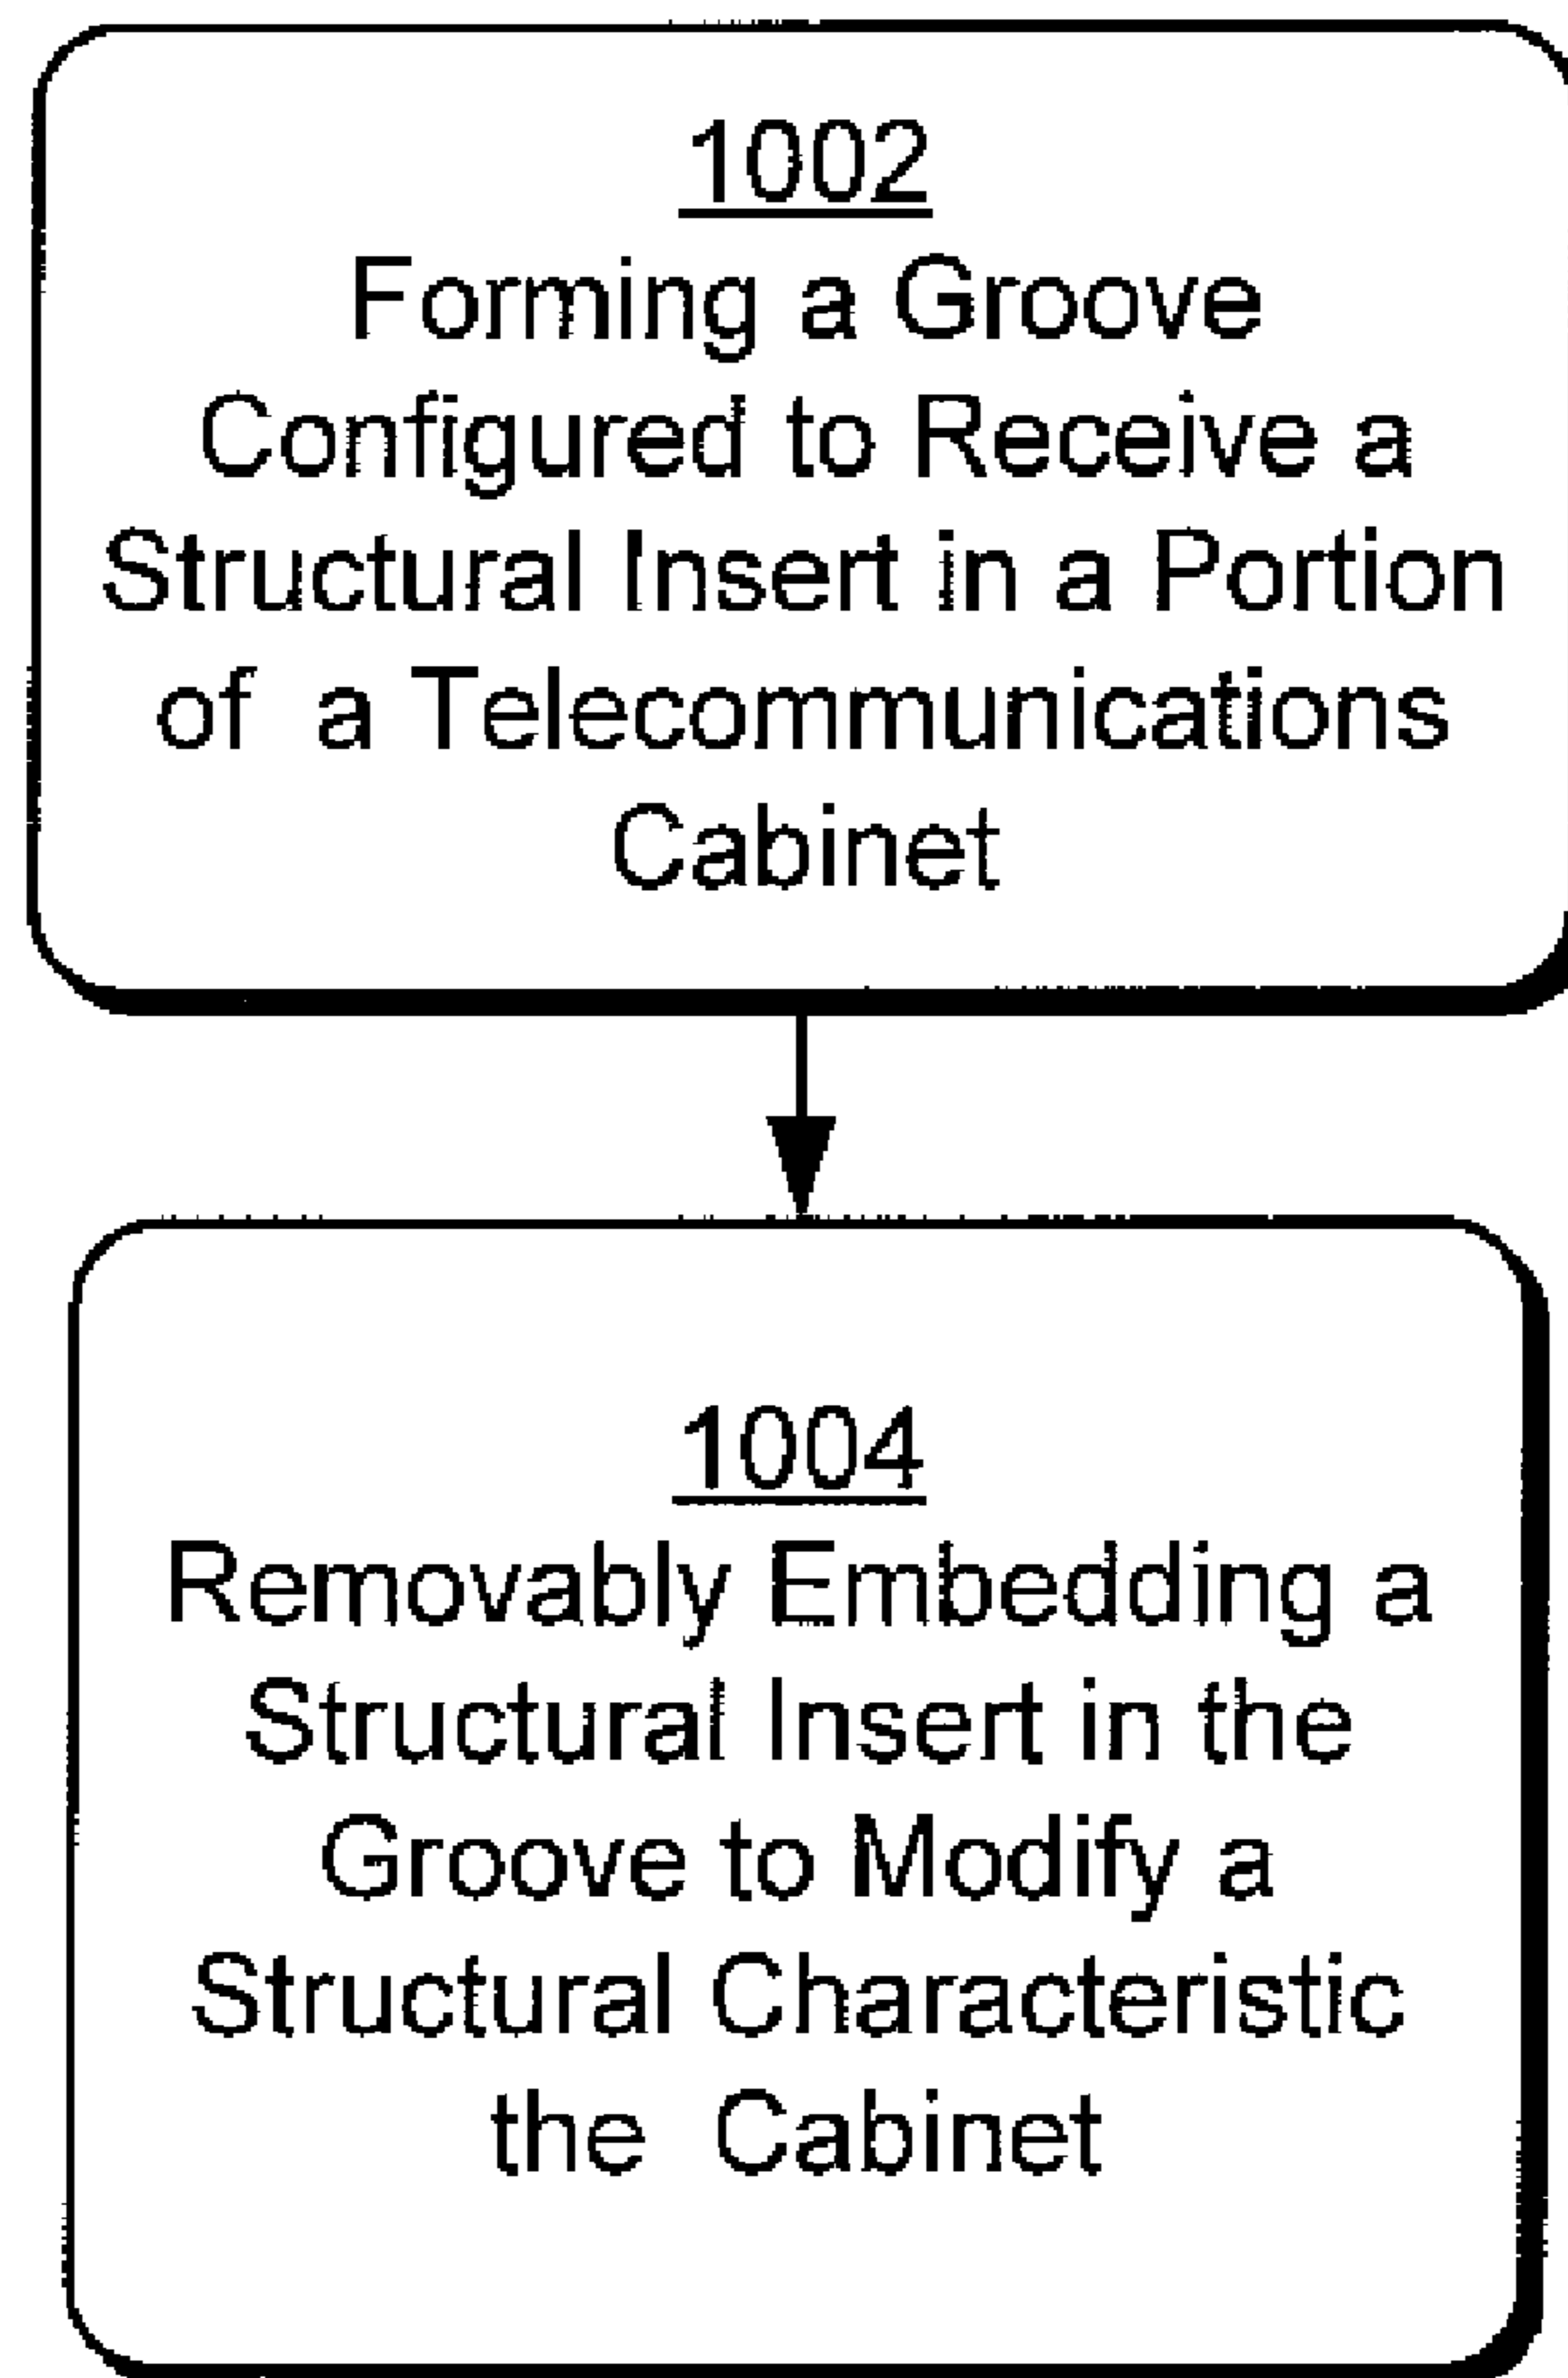 1002
Forming a Groove
Configured to Receive a
Structural Insert in a Portion
of a Telecommunications
Cabinet
1004
Removably Embedding a
Structural Insert in the
Groove to Modify a
Structural Characteristic
the Cabinet